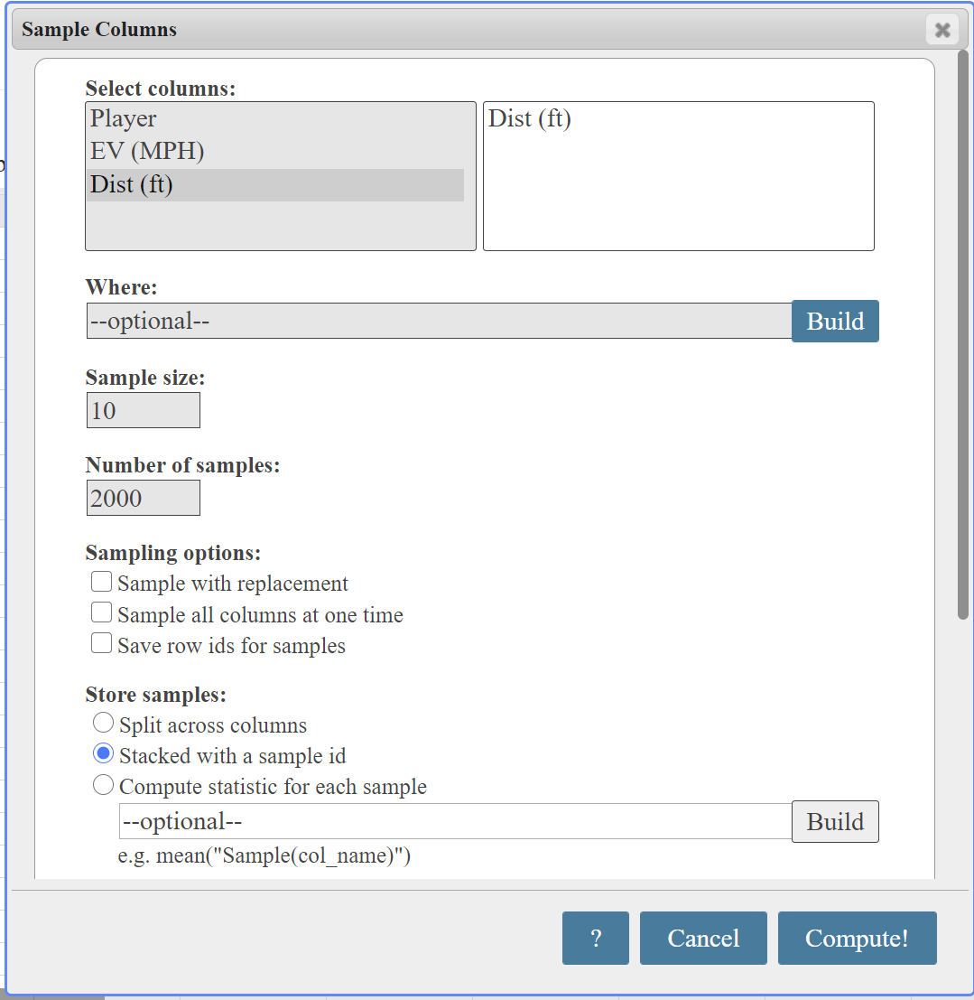 Sample Columns
Select columns:
Player
EV (MPH)
Dist (ft)
Dist (ft)
Where:
--optional--
Build
Sample size:
10
Number of samples:
2000
Sampling options:
Sample with replacement
Sample all columns at one time
Save row ids for samples
Store samples:
Split across columns
Stacked with a sample id
Compute statistic for each sample
--optional--
Build
e.g. mean("Sample(col_name)")
?
Cancel
Compute!